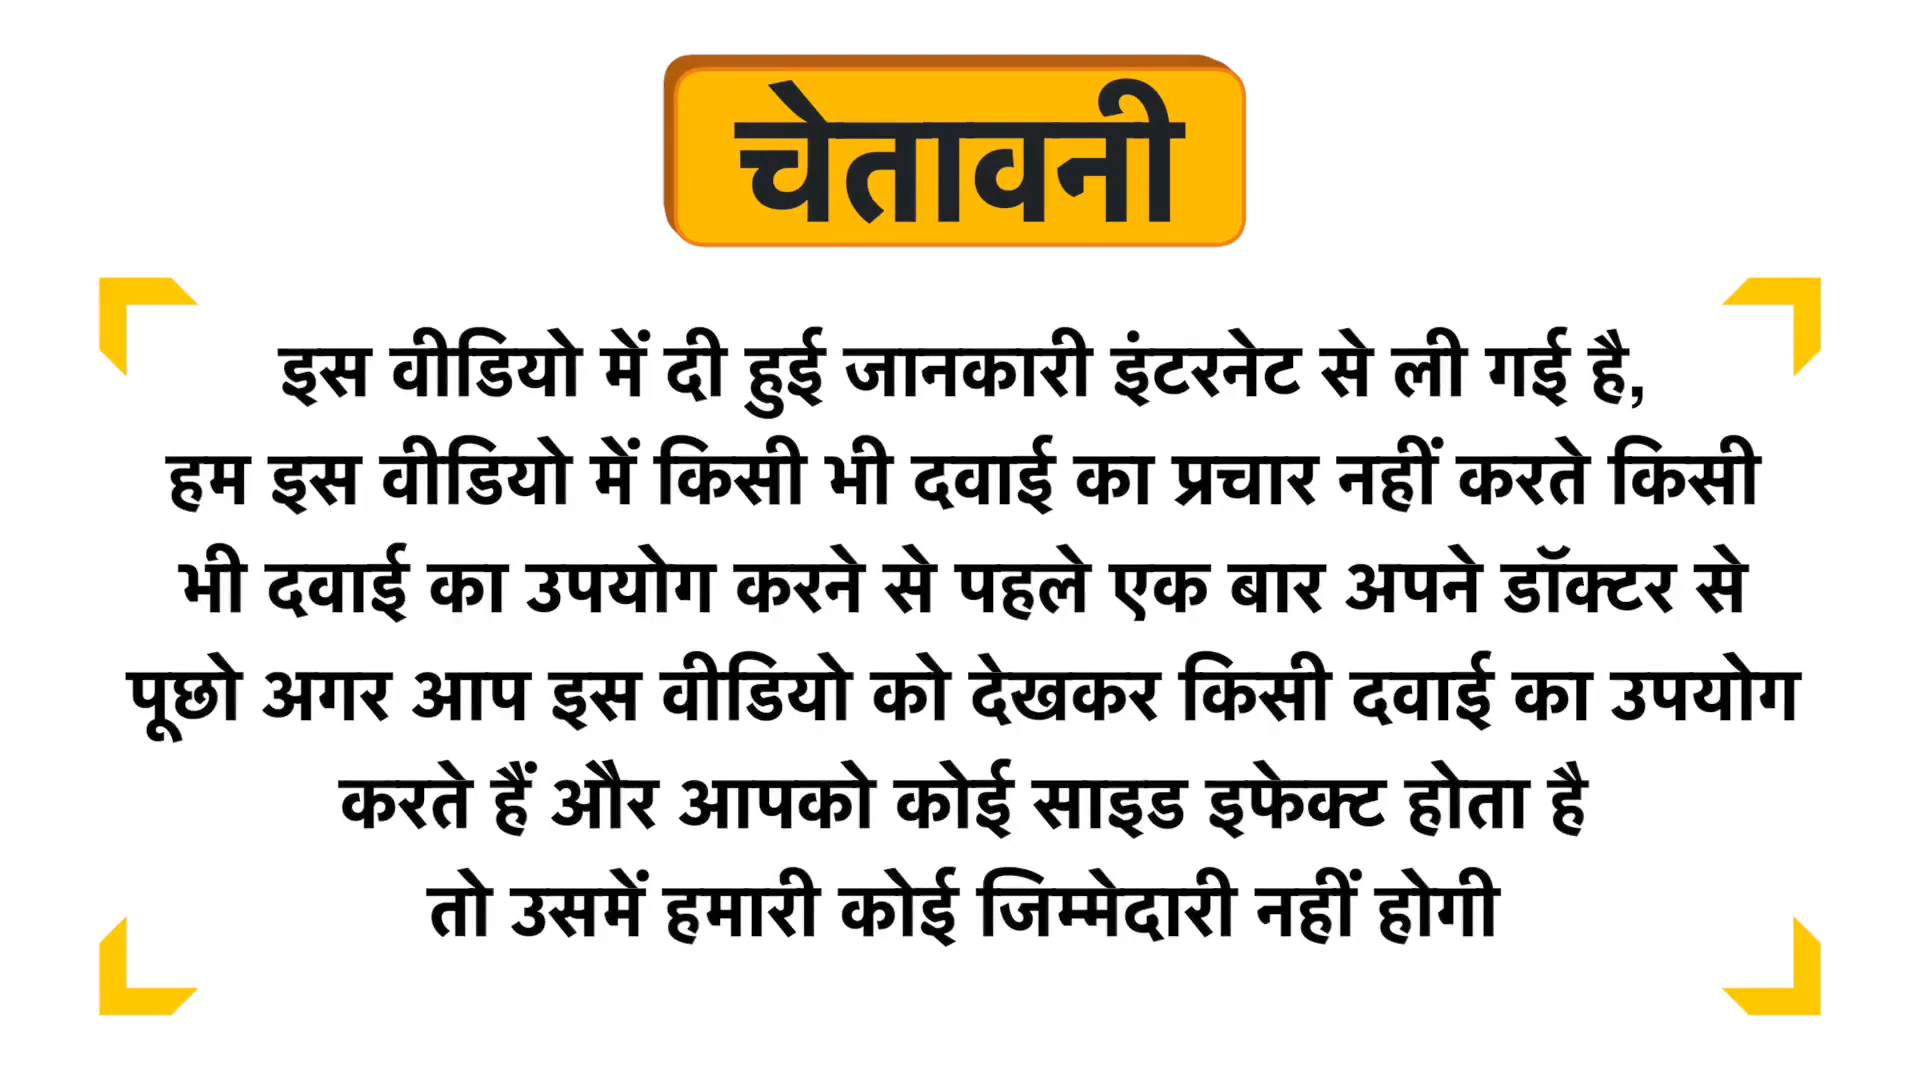 चेतावनी
इस वीडियो में दी हुई जानकारी इंटरनेट से ली गई है,
हम इस वीडियो में किसी भी दवाई का प्रचार नहीं करते किसी
भी दवाई का उपयोग करने से पहले एक बार अपने डॉक्टर से
पूछो अगर आप इस वीडियो को देखकर किसी दवाई का उपयोग
करते हैं और आपको कोई साइड इफेक्ट होता है
तो उसमें हमारी कोई जिम्मेदारी नहीं होगी